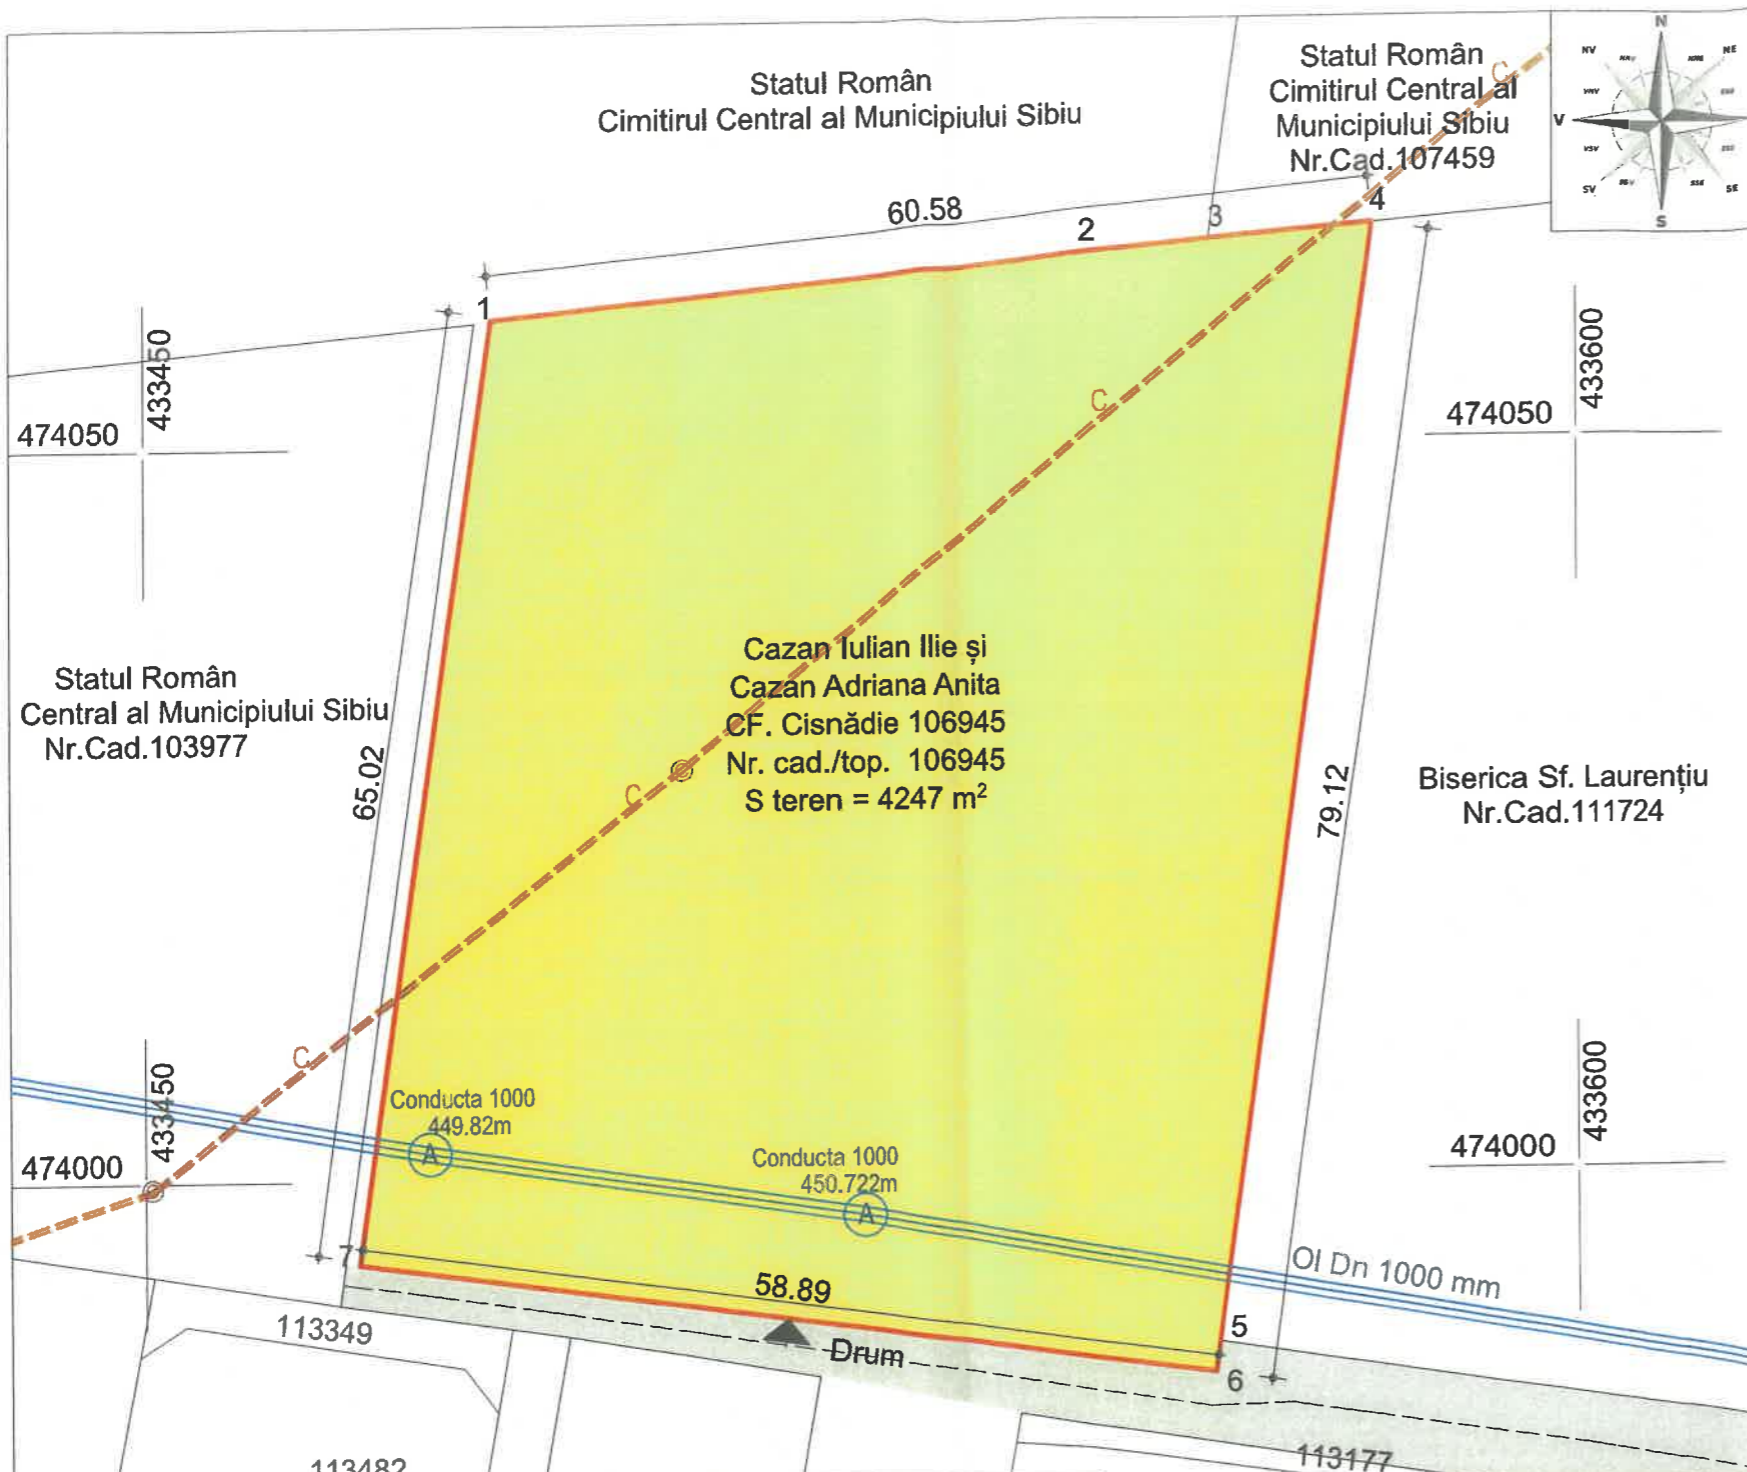 Statul Român
Cimitirul Central al Municipiului Sibiu
Statul Român
Cimitirul Central al
Municipiului Sibiu
Nr.Cad.107459
N
NV
NE
V
SV
SE
S
C
60.58
1
2
3
4
433450
474050
433600
474050
C
Statul Român
Central al Municipiului Sibiu
Nr.Cad.103977
65.02
Cazan Iulian Ilie și
Cazan Adriana Anita
CF. Cisnădie 106945
Nr. cad./top. 106945
S teren = 4247 m²
C
79.12
Biserica Sf. Laurențiu
Nr.Cad.111724
C
433450
474000
Conducta 1000
449.82m
A
Conducta 1000
450.722m
A
433600
474000
Ol Dn 1000 mm
7
58.89
5
6
Drum
113349
113482
113177